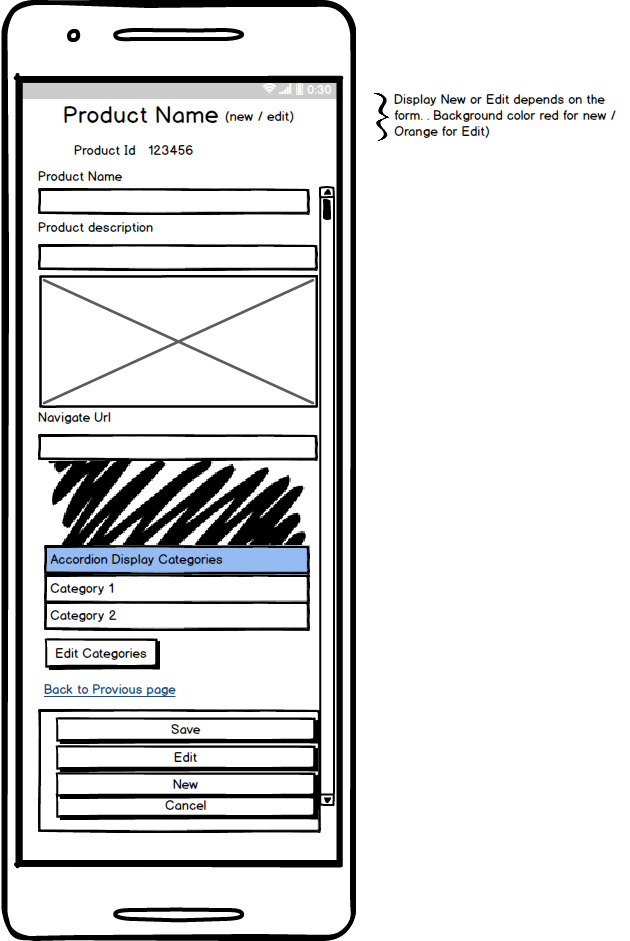 0:30
Product Name (new / edit)
Product Id 123456
Product Name
Product description
Navigate Url
Accordion Display Categories
Category 1
Category 2
Edit Categories
Back to Provious page
Save
Edit
New
Cancel
Display New or Edit depends on the
form. . Background color red for new /
Orange for Edit)